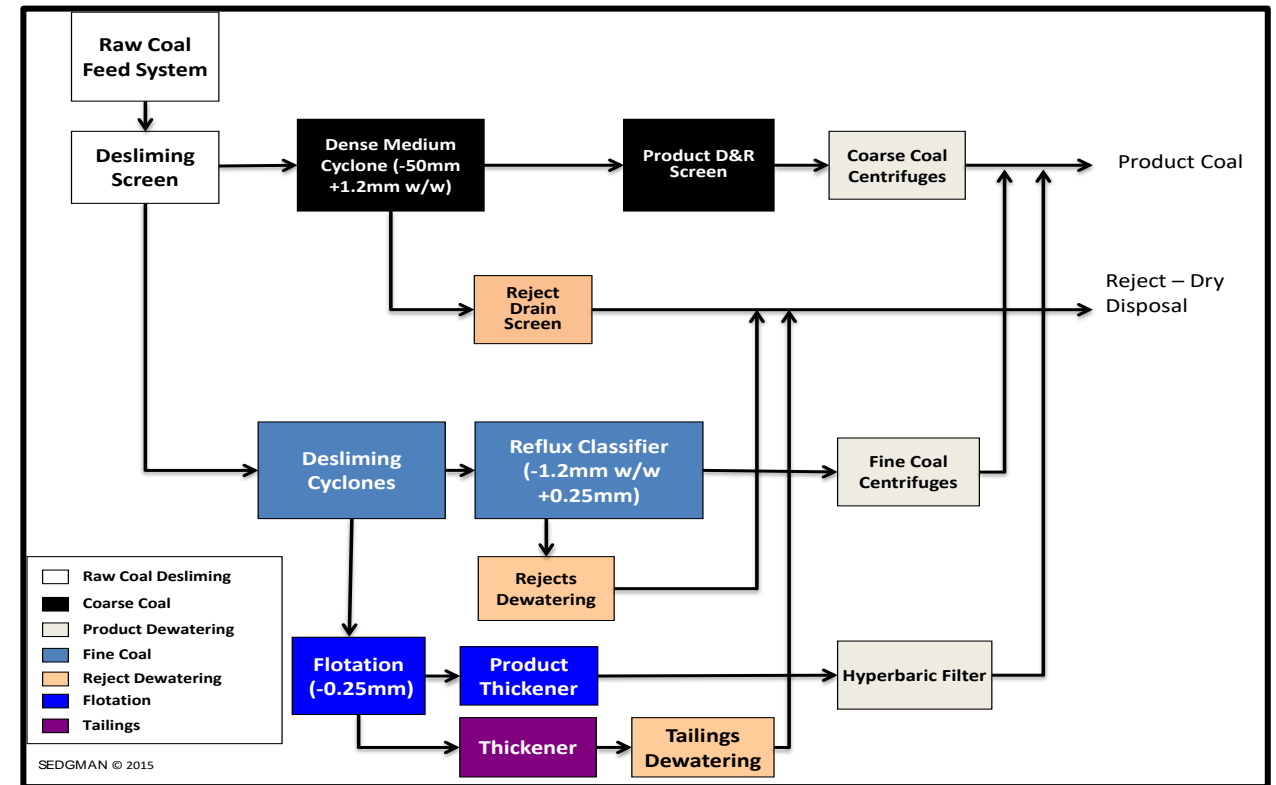 Raw Coal
Feed System
Desliming
Screen
Dense Medium
Cyclone (-50mm
+1.2mm w/w)
Product D&R
Screen
Coarse Coal
Centrifuges
Product Coal
Reject
Drain
Screen
Reject – Dry
Disposal
Desliming
Cyclones
Reflux Classifier
(-1.2mm w/w
+0.25mm)
Fine Coal
Centrifuges
Rejects
Dewatering
Flotation
(-0.25mm)
Product
Thickener
Hyperbaric Filter
Thickener
Tailings
Dewatering
Raw Coal Desliming
Coarse Coal
Product Dewatering
Fine Coal
Reject Dewatering
Flotation
Tailings
SEDGMAN © 2015